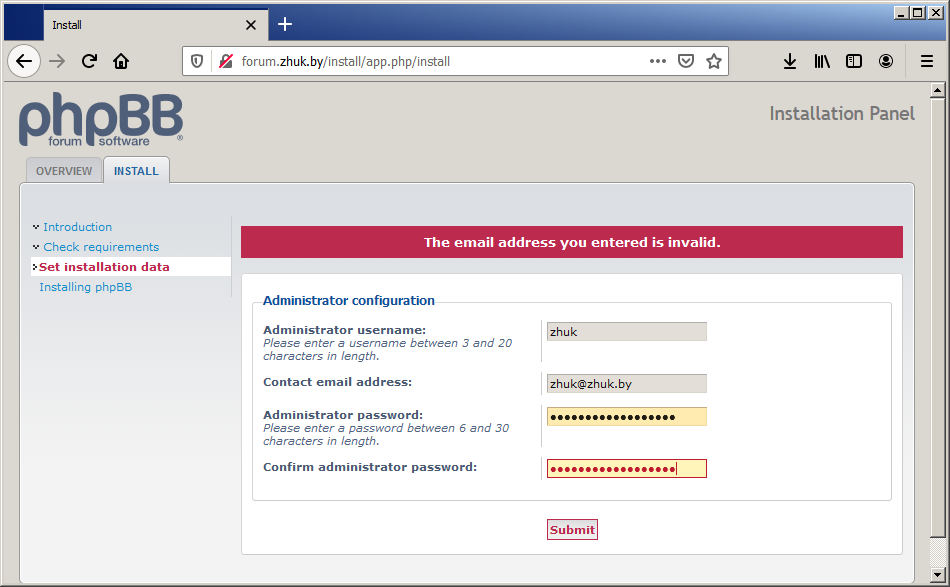 Install
forum.zhuk.by/install/app.php/install
phpBB®
forum software
Installation Panel
OVERVIEW
INSTALL
Introduction
Check requirements
Set installation data
Installing phpBB
The email address you entered is invalid.
Administrator configuration
Administrator username:
zhuk
Please enter a username between 3 and 20
characters in length.
Contact email address:
zhuk@zhuk.by
Administrator password:
••••••••••••••••••
Please enter a password between 6 and 30
characters in length.
Confirm administrator password:
••••••••••••••••••
Submit